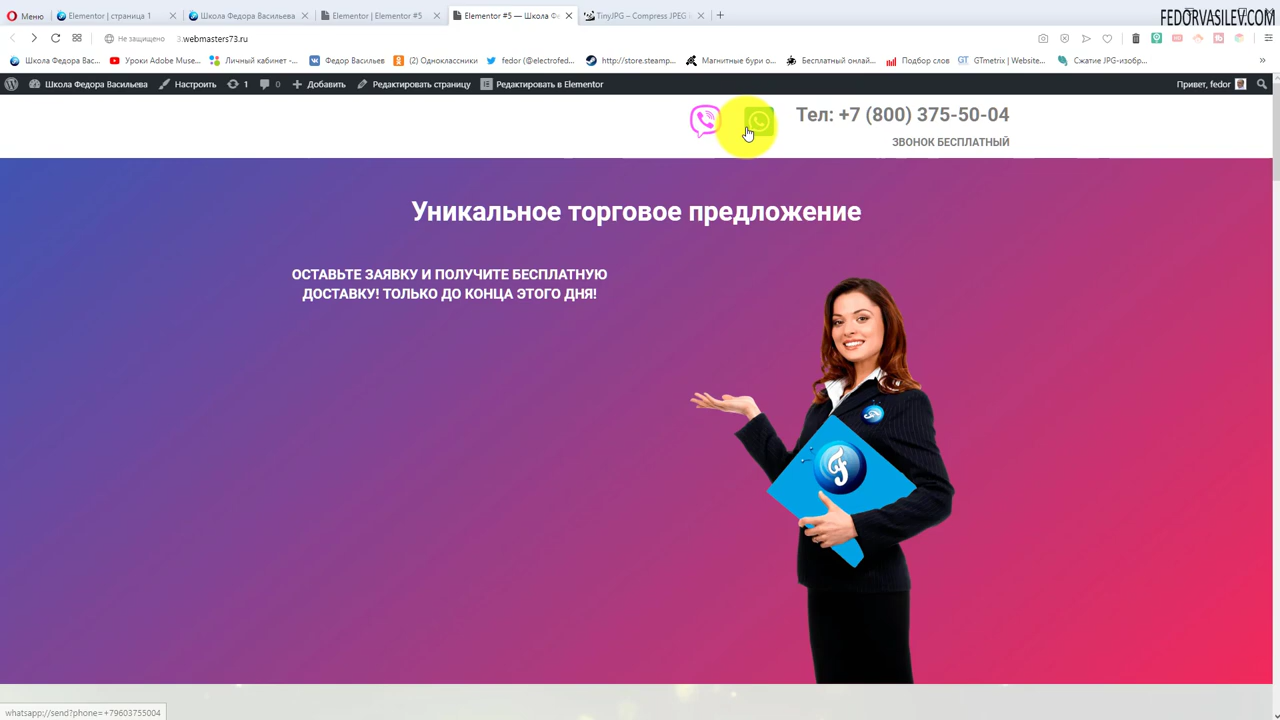 Меню
Elementor | страница 1
Школа Федора Васильева
Elementor | Elementor #5
Elementor #5 — Школа Фе
TinyJPG – Compress JPEG
FEDORVASILEV.COM
Не защищено
3.webmasters73.ru
Школа Федора Вас...
Уроки Adobe Muse...
Личный кабинет -...
Федор Васильев
(2) Одноклассники
fedor (@electrofed...
http://store.steamp...
Магнитные бури о...
Бесплатный онлай...
Подбор слов
GTmetrix | Website...
Сжатие JPG-изобр...
Школа Федора Васильева
Настроить
1
0
Добавить
Редактировать страницу
Редактировать в Elementor
Привет, fedor
Тел: +7 (800) 375-50-04
ЗВОНОК БЕСПЛАТНЫЙ
Уникальное торговое предложение
ОСТАВЬТЕ ЗАЯВКУ И ПОЛУЧИТЕ БЕСПЛАТНУЮ
ДОСТАВКУ! ТОЛЬКО ДО КОНЦА ЭТОГО ДНЯ!
whatsapp://send?phone=+79603755004